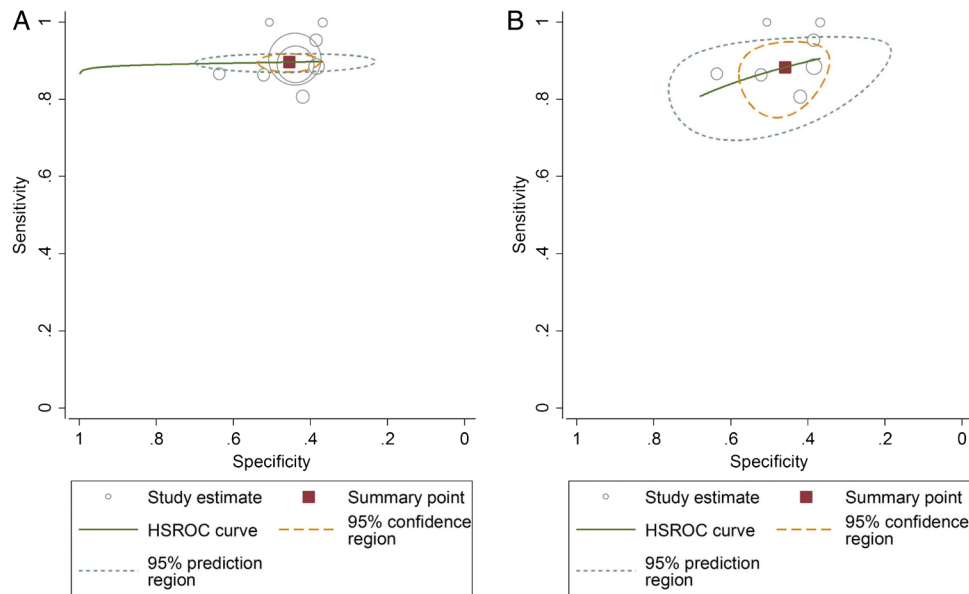 A
1
.8
.6
.4
.2
0
Sensitivity
1
.8
.6
.4
.2
0
Specificity
Study estimate
Summary point
HSROC curve
95% confidence
region
95% prediction
region
B
1
.8
.6
.4
.2
0
Sensitivity
1
.8
.6
.4
.2
0
Specificity
Study estimate
Summary point
HSROC curve
95% confidence
region
95% prediction
region